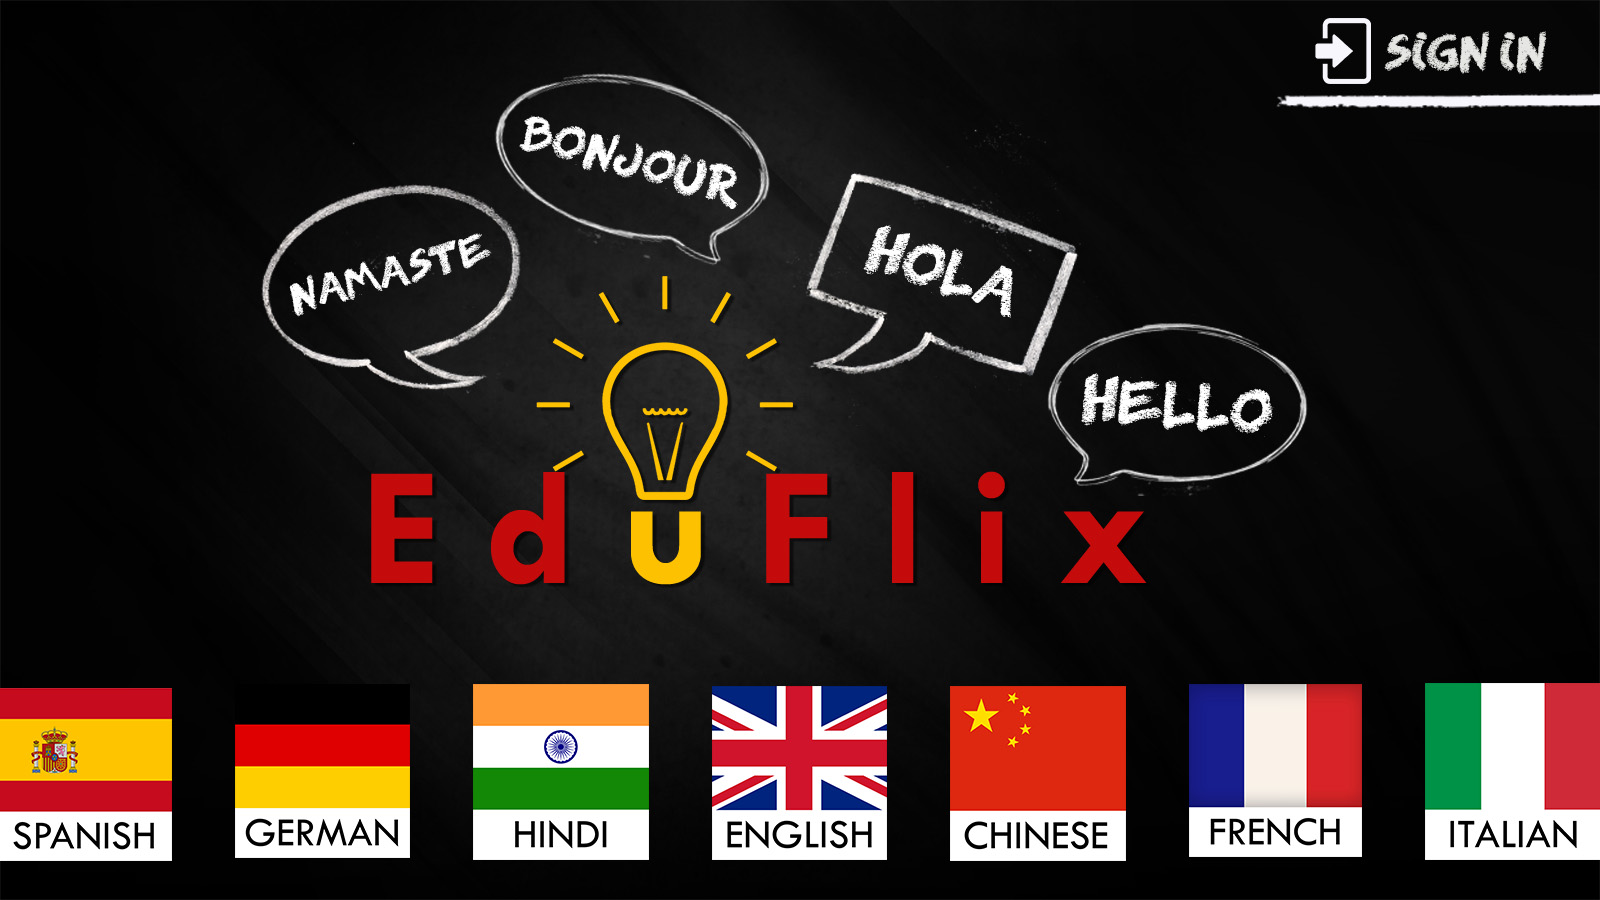 SIGN IN
BONJOUR
NAMASTE
HOLA
HELLO
EduFlix
SPANISH
GERMAN
HINDI
ENGLISH
CHINESE
FRENCH
ITALIAN